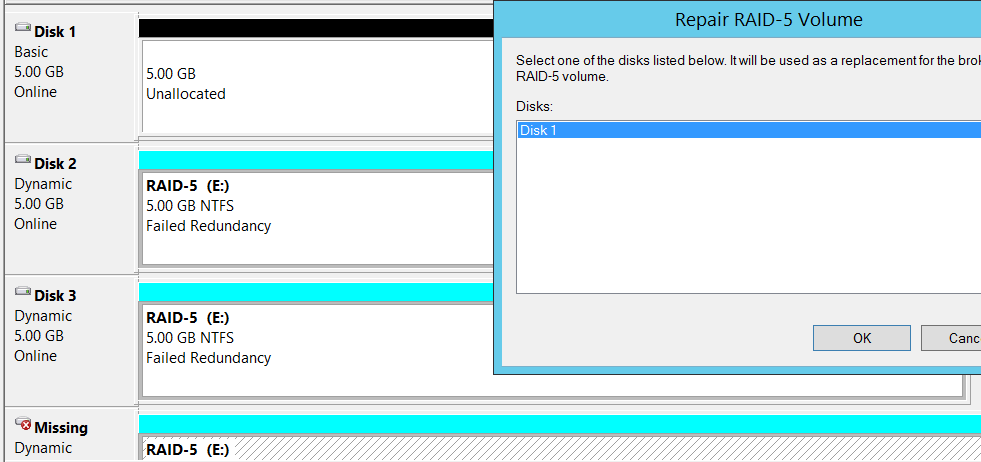 Disk 1
Basic
5.00 GB
Online
5.00 GB
Unallocated
Disk 2
Dynamic
5.00 GB
Online
RAID-5 (E:)
5.00 GB NTFS
Failed Redundancy
Disk 3
Dynamic
5.00 GB
Online
RAID-5 (E:)
5.00 GB NTFS
Failed Redundancy
Missing
Dynamic
RAID-5 (E:)
Repair RAID-5 Volume
Select one of the disks listed below. It will be used as a replacement for the bro
RAID-5 volume.
Disks:
Disk 1
OK
Canc